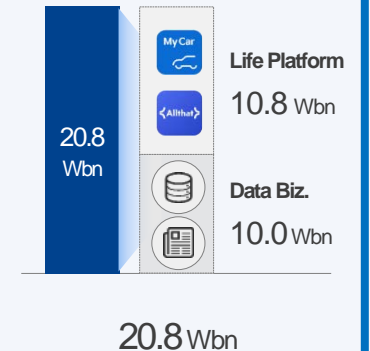 My Car
Life Platform
10.8 Wbn
<Allthat>
20.8
Wbn
Data Biz.
10.0 Wbn
20.8 Wbn